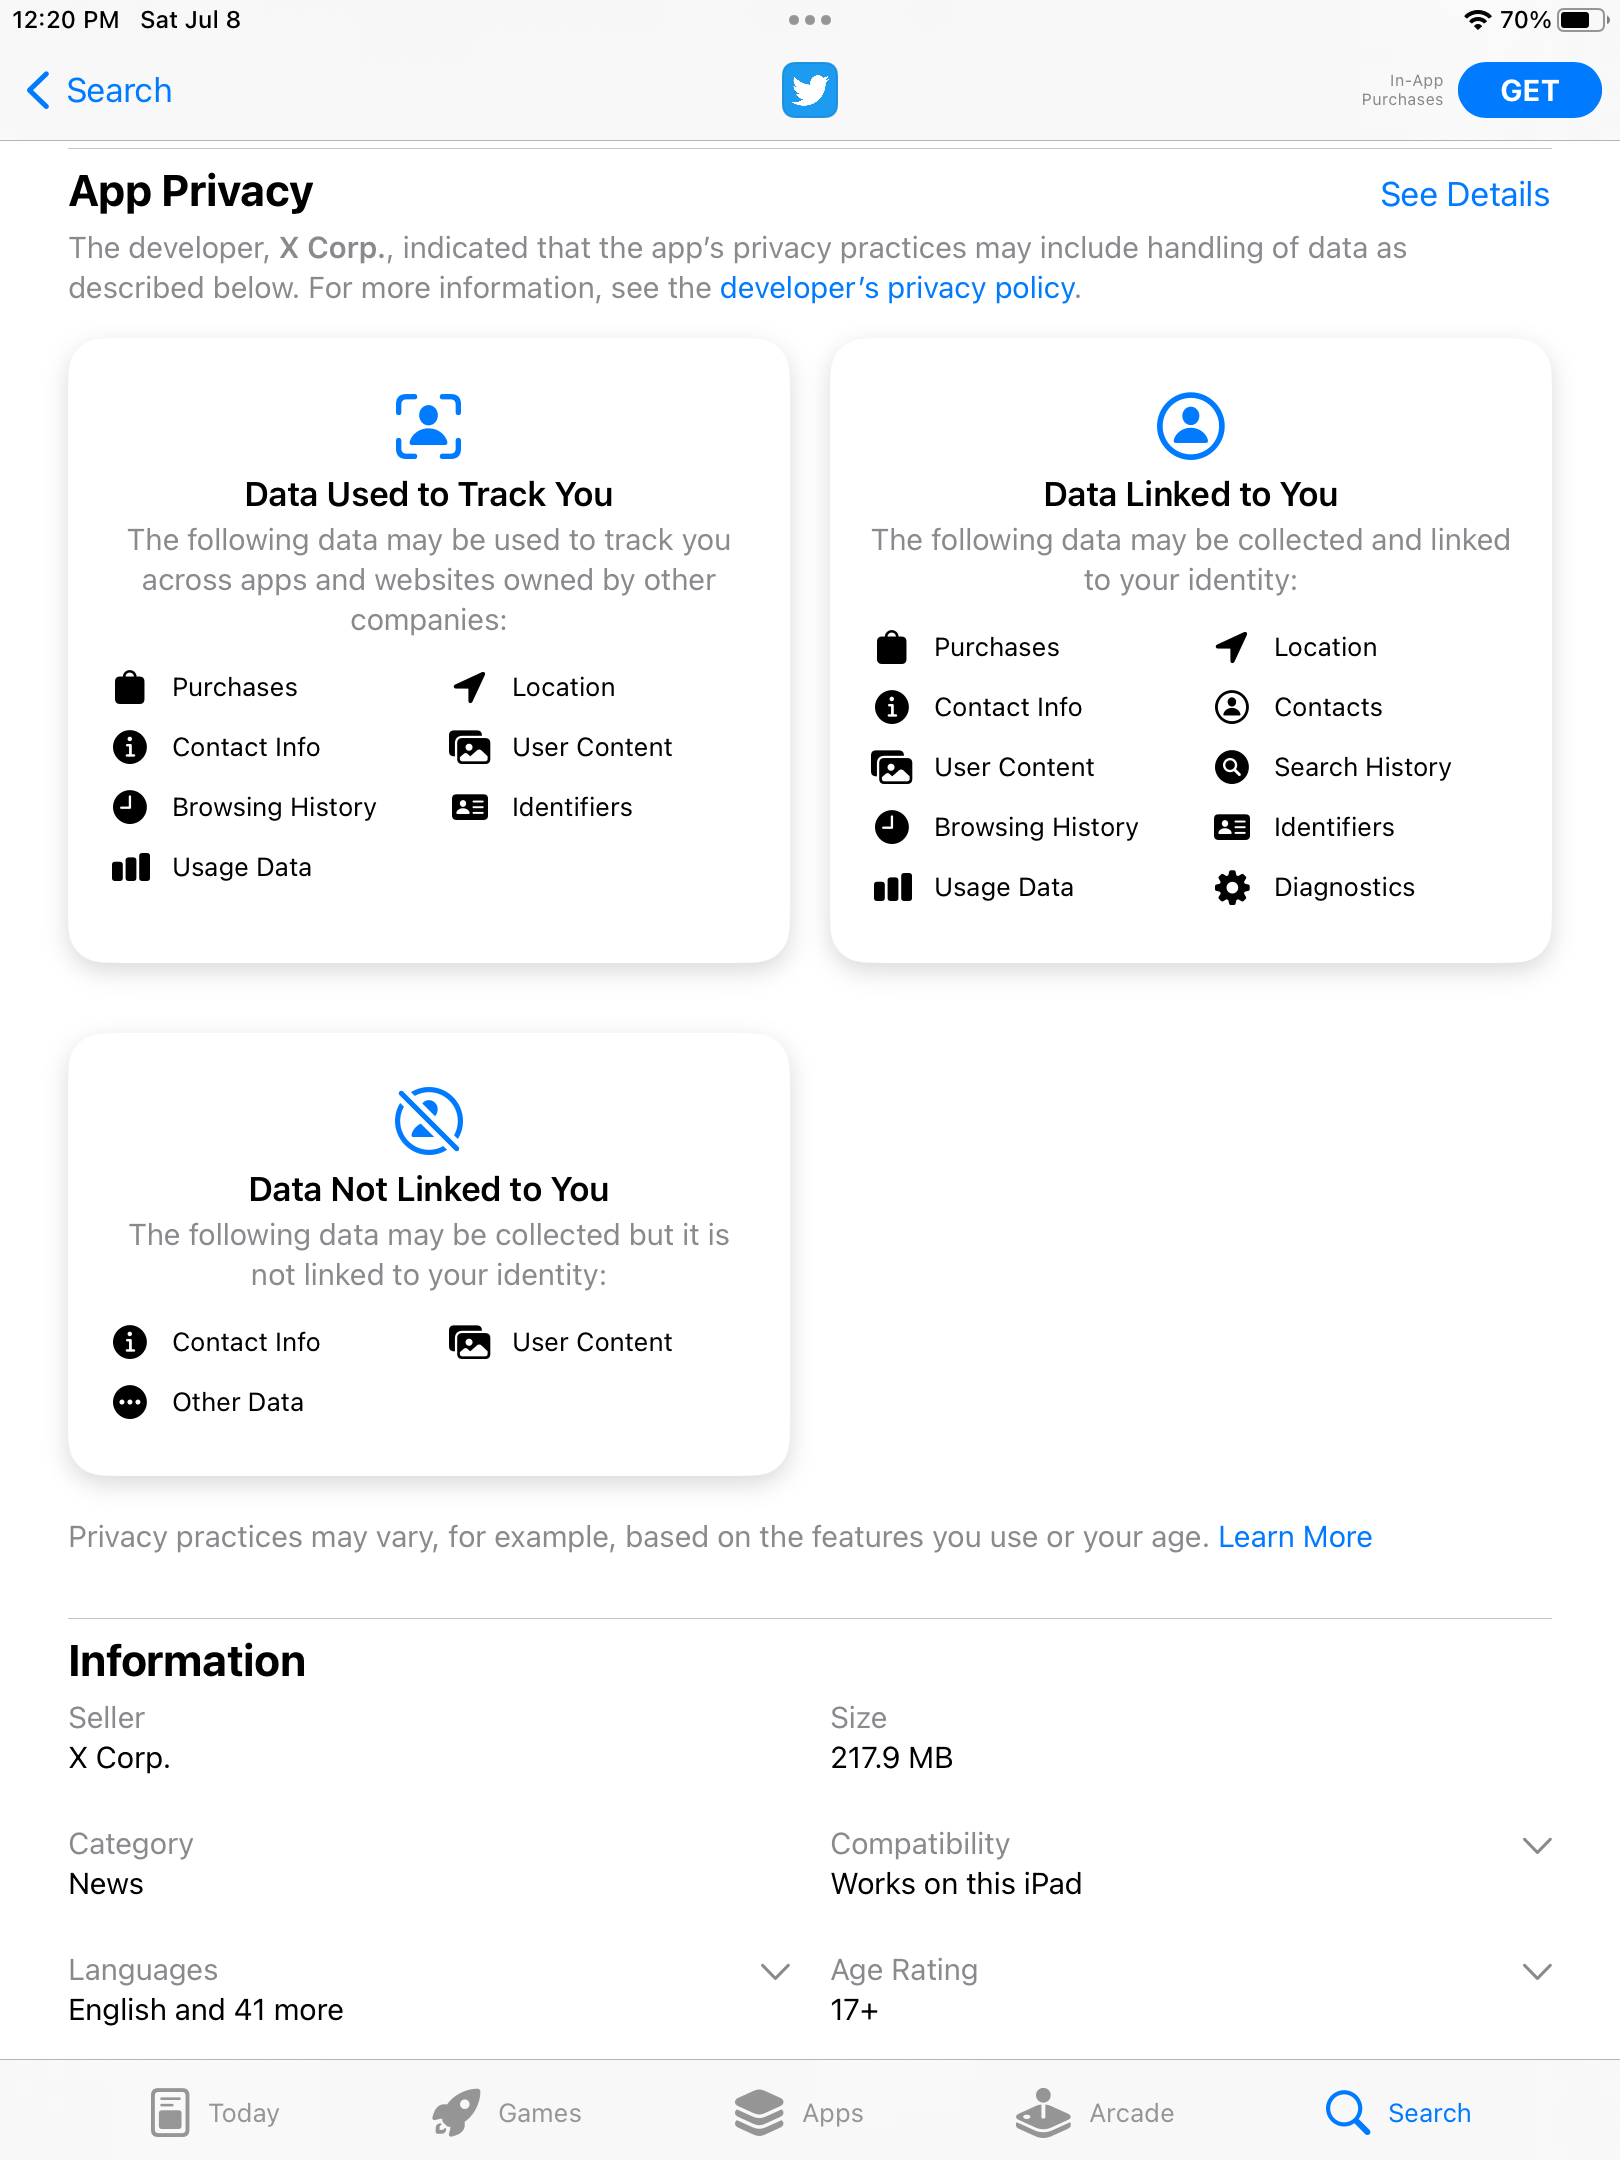 12:20 PM Sat Jul 8
70%
Search
In-App
Purchases
GET
App Privacy
See Details
The developer, X Corp., indicated that the app’s privacy practices may include handling of data as
described below. For more information, see the developer’s privacy policy.
Data Used to Track You
The following data may be used to track you
across apps and websites owned by other
companies:
Purchases
Location
Contact Info
User Content
Browsing History
Identifiers
Usage Data
Data Linked to You
The following data may be collected and linked
to your identity:
Purchases
Location
Contact Info
Contacts
User Content
Search History
Browsing History
Identifiers
Usage Data
Diagnostics
Data Not Linked to You
The following data may be collected but it is
not linked to your identity:
Contact Info
User Content
Other Data
Privacy practices may vary, for example, based on the features you use or your age. Learn More
Information
Seller
X Corp.
Size
217.9 MB
Category
News
Compatibility
Works on this iPad
Languages
English and 41 more
Age Rating
17+
Today
Games
Apps
Arcade
Search